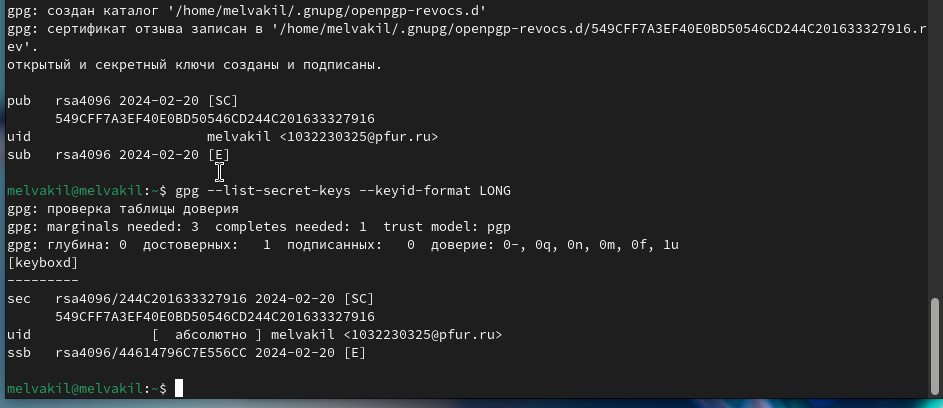 gpg: создан каталог '/home/melvakil/.gnupg/openpgp-revocs.d'
gpg: сертификат отзыва записан в '/home/melvakil/.gnupg/openpgp-revocs.d/549CFF7A3EF40E0BD50546CD244C201633327916.r
ev'.
открытый и секретный ключи созданы и подписаны.
pub   rsa4096 2024-02-20 [SC]
      549CFF7A3EF40E0BD50546CD244C201633327916
uid                      melvakil <1032230325@pfur.ru>
sub   rsa4096 2024-02-20 [E]
melvakil@melvakil:~$ gpg --list-secret-keys --keyid-format LONG
gpg: проверка таблицы доверия
gpg: marginals needed: 3  completes needed: 1  trust model: pgp
gpg: глубина: 0  достоверных:   1  подписанных:   0  доверие: 0-, 0q, 0n, 0m, 0f, 1u
[keyboxd]
---------
sec   rsa4096/244C201633327916 2024-02-20 [SC]
      549CFF7A3EF40E0BD50546CD244C201633327916
uid               [  абсолютно ] melvakil <1032230325@pfur.ru>
ssb   rsa4096/44614796C7E556CC 2024-02-20 [E]
melvakil@melvakil:~$